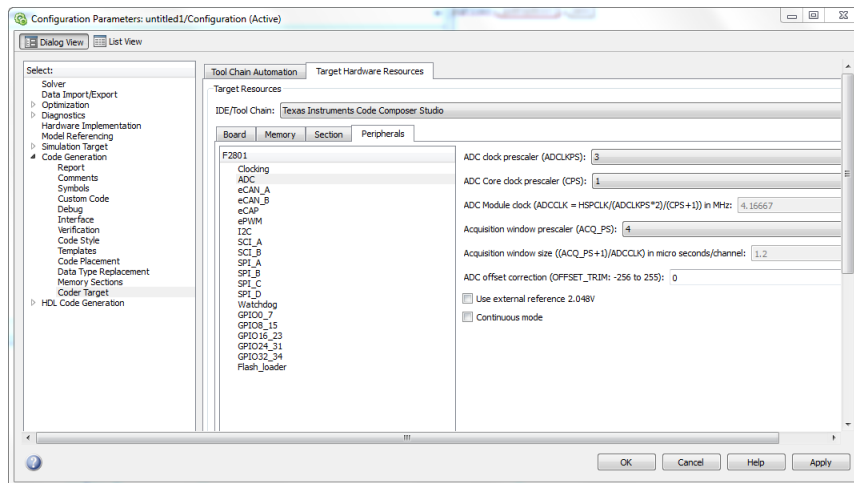 Configuration Parameters: untitled1/Configuration (Active)
Dialog View List View
Select:
Solver
Data Import/Export
Optimization
Diagnostics
Hardware Implementation
Model Referencing
Simulation Target
Code Generation
Report
Comments
Symbols
Custom Code
Debug
Interface
Verification
Code Style
Templates
Code Placement
Data Type Replacement
Memory Sections
Coder Target
HDL Code Generation
Tool Chain Automation Target Hardware Resources
Target Resources
IDE/Tool Chain: Texas Instruments Code Composer Studio
Board Memory Section Peripherals
F2801
Clocking
ADC
eCAN_A
eCAN_B
eCAP
ePWM
I2C
SCI_A
SCI_B
SPI_A
SPI_B
SPI_C
SPI_D
Watchdog
GPIO0_7
GPIO8_15
GPIO16_23
GPIO24_31
GPIO32_34
Flash_loader
ADC clock prescaler (ADCLKPS): 3
ADC Core clock prescaler (CPS): 1
ADC Module clock (ADCCLK = HSPCLK/(ADCLKPS*2)/(CPS+1)) in MHz: 4.16667
Acquisition window prescaler (ACQ_PS): 4
Acquisition window size ((ACQ_PS+1)/ADCCLK) in micro seconds/channel: 1.2
ADC offset correction (OFFSET_TRIM: -256 to 255): 0
Use external reference 2.048V
Continuous mode
OK Cancel Help Apply